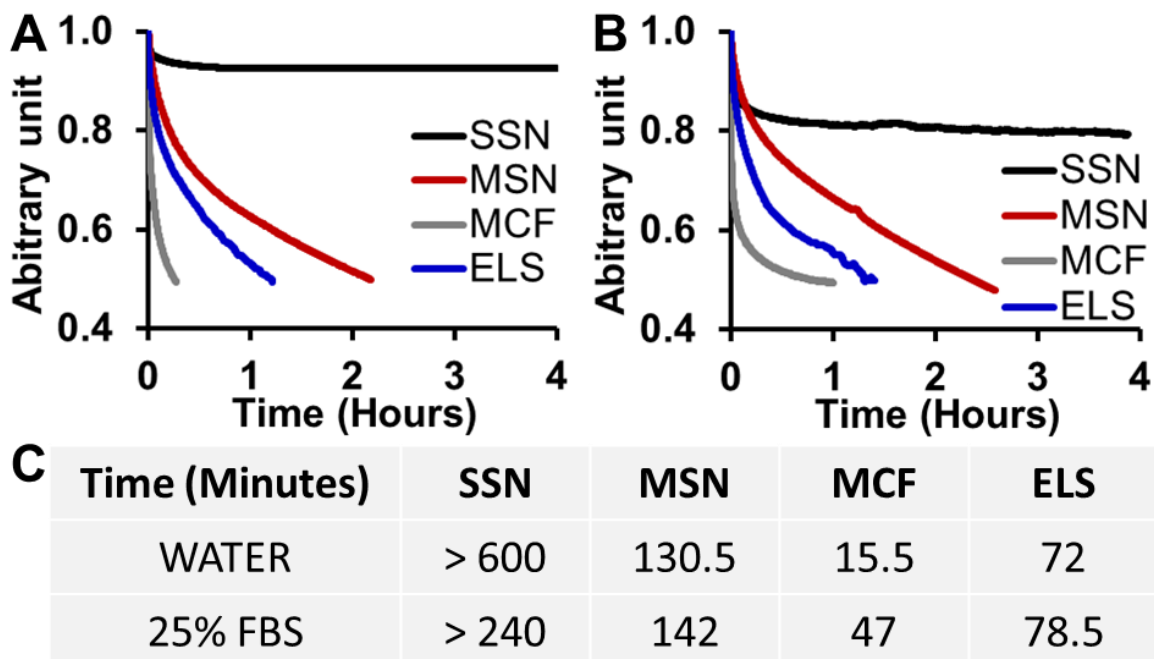 A
Abitrary unit
1.0
0.8
0.6
0.4
SSN
MSN
MCF
ELS
0 1 2 3 4
Time (Hours)
B
Abitrary unit
1.0
0.8
0.6
0.4
SSN
MSN
MCF
ELS
0 1 2 3 4
Time (Hours)
C
Time (Minutes) SSN MSN MCF ELS
WATER > 600 130.5 15.5 72
25% FBS > 240 142 47 78.5